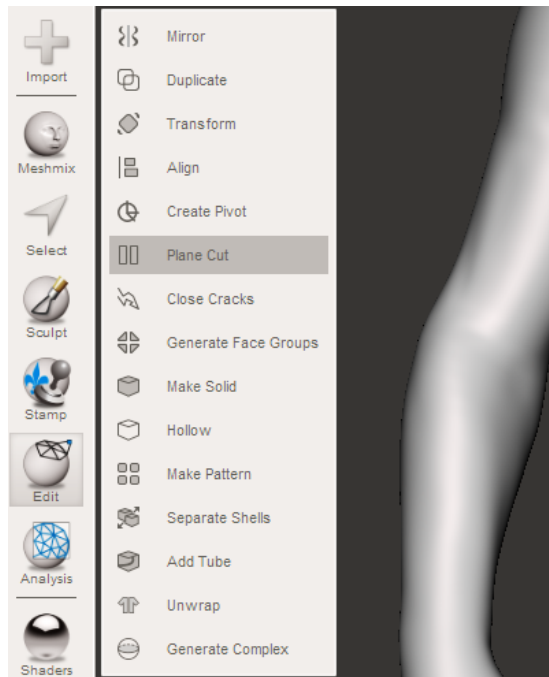 Import
Meshmix
Select
Sculpt
Stamp
Edit
Analysis
Shaders
Mirror
Duplicate
Transform
Align
Create Pivot
Plane Cut
Close Cracks
Generate Face Groups
Make Solid
Hollow
Make Pattern
Separate Shells
Add Tube
Unwrap
Generate Complex